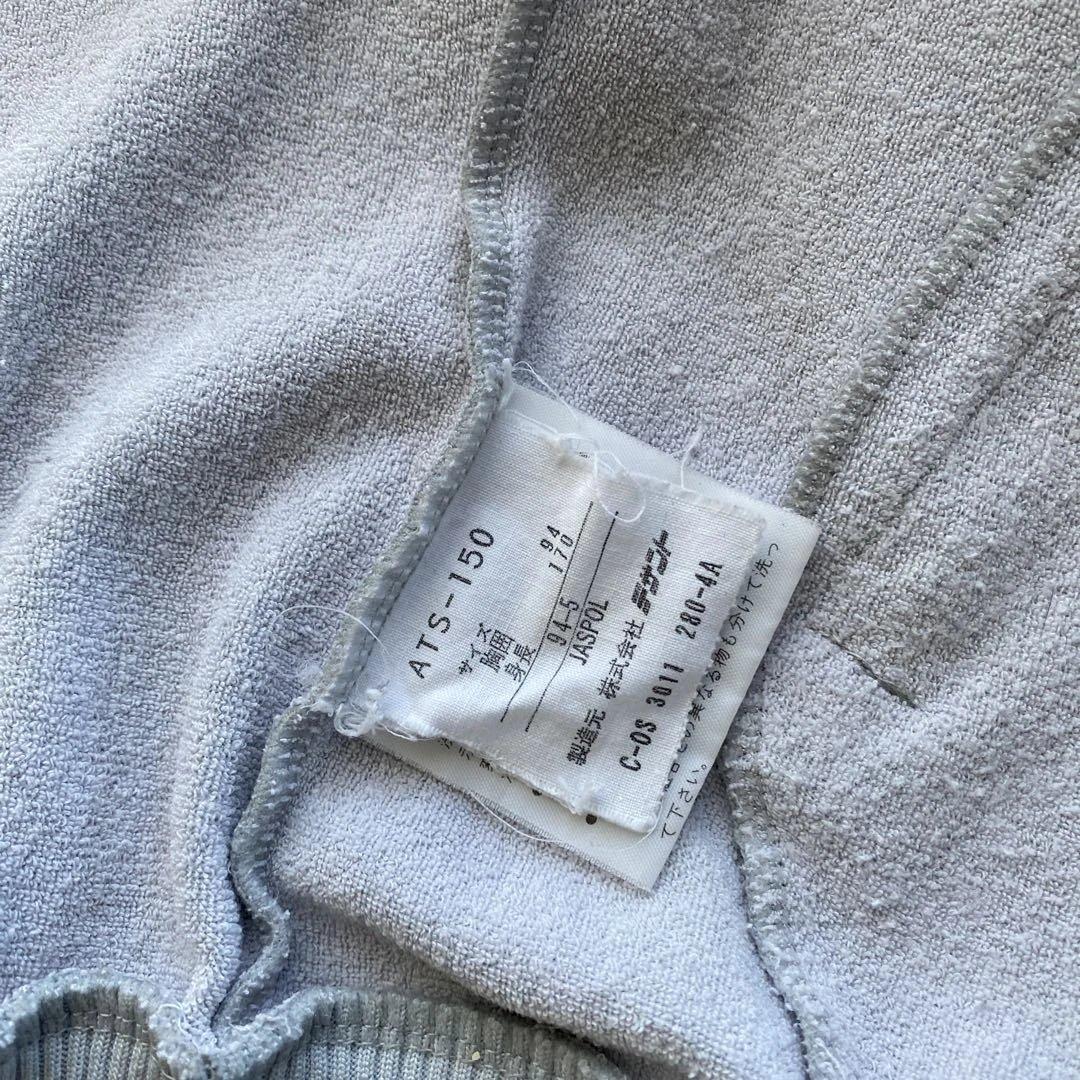 ATS-150
サイズ
胸囲 94
身長 170
94-5
JASPOL
製造元 株式会社 デサント
C-OS 3011 280-4A
の異なる物も分けて洗っ
て下さい。